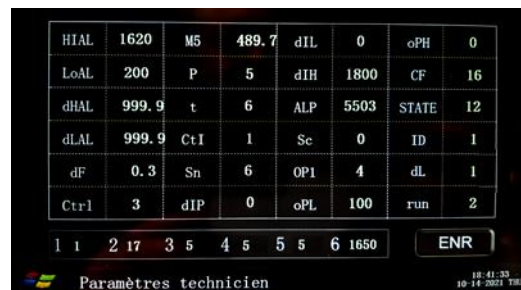 HIAL 1620 M5 489.7 dIL 0 oPH 0
LoAL 200 P 5 dIH 1800 CF 16
dHAL 999.9 t 6 ALP 5503 STATE 12
dLAL 999.9 CtI 1 Sc 0 ID 1
dF 0.3 Sn 6 OP1 4 dL 1
Ctrl 3 dIP 0 oPL 100 run 2
1 1 2 17 3 5 4 5 5 5 6 1650 ENR
Paramètres technicien
18:41:33
10-14-2021 THU